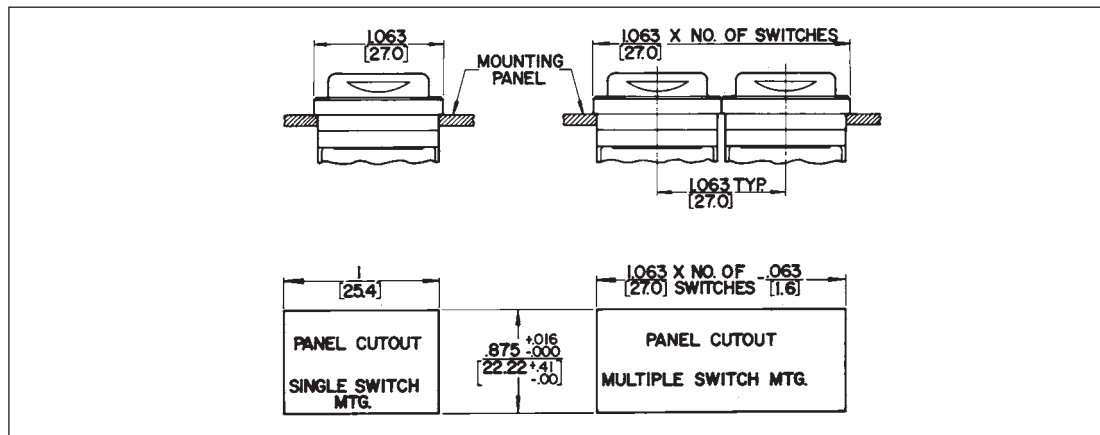 1.063
[27.0]
MOUNTING
PANEL
1.063 X NO. OF SWITCHES
[27.0]
1.063 TYP.
[27.0]
1
[25.4]
PANEL CUTOUT
SINGLE SWITCH
MTG.
.875 +.016 -.000
[22.22 +.41 -.00]
1.063 X NO. OF -.063
[27.0] SWITCHES [1.6]
PANEL CUTOUT
MULTIPLE SWITCH MTG.